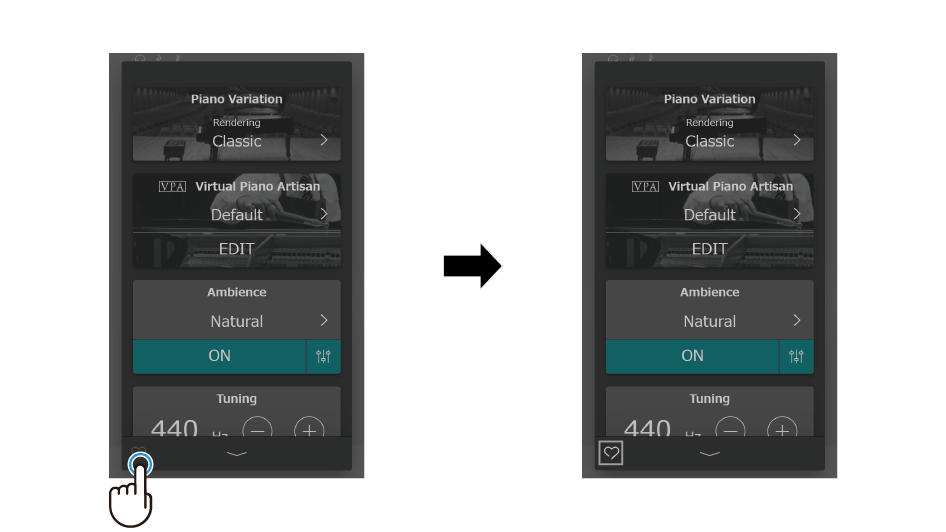 Piano Variation
Rendering
Classic
VPA Virtual Piano Artisan
Default
EDIT
Ambience
Natural
ON
Tuning
440 Hz
Piano Variation
Rendering
Classic
VPA Virtual Piano Artisan
Default
EDIT
Ambience
Natural
ON
Tuning
440 Hz